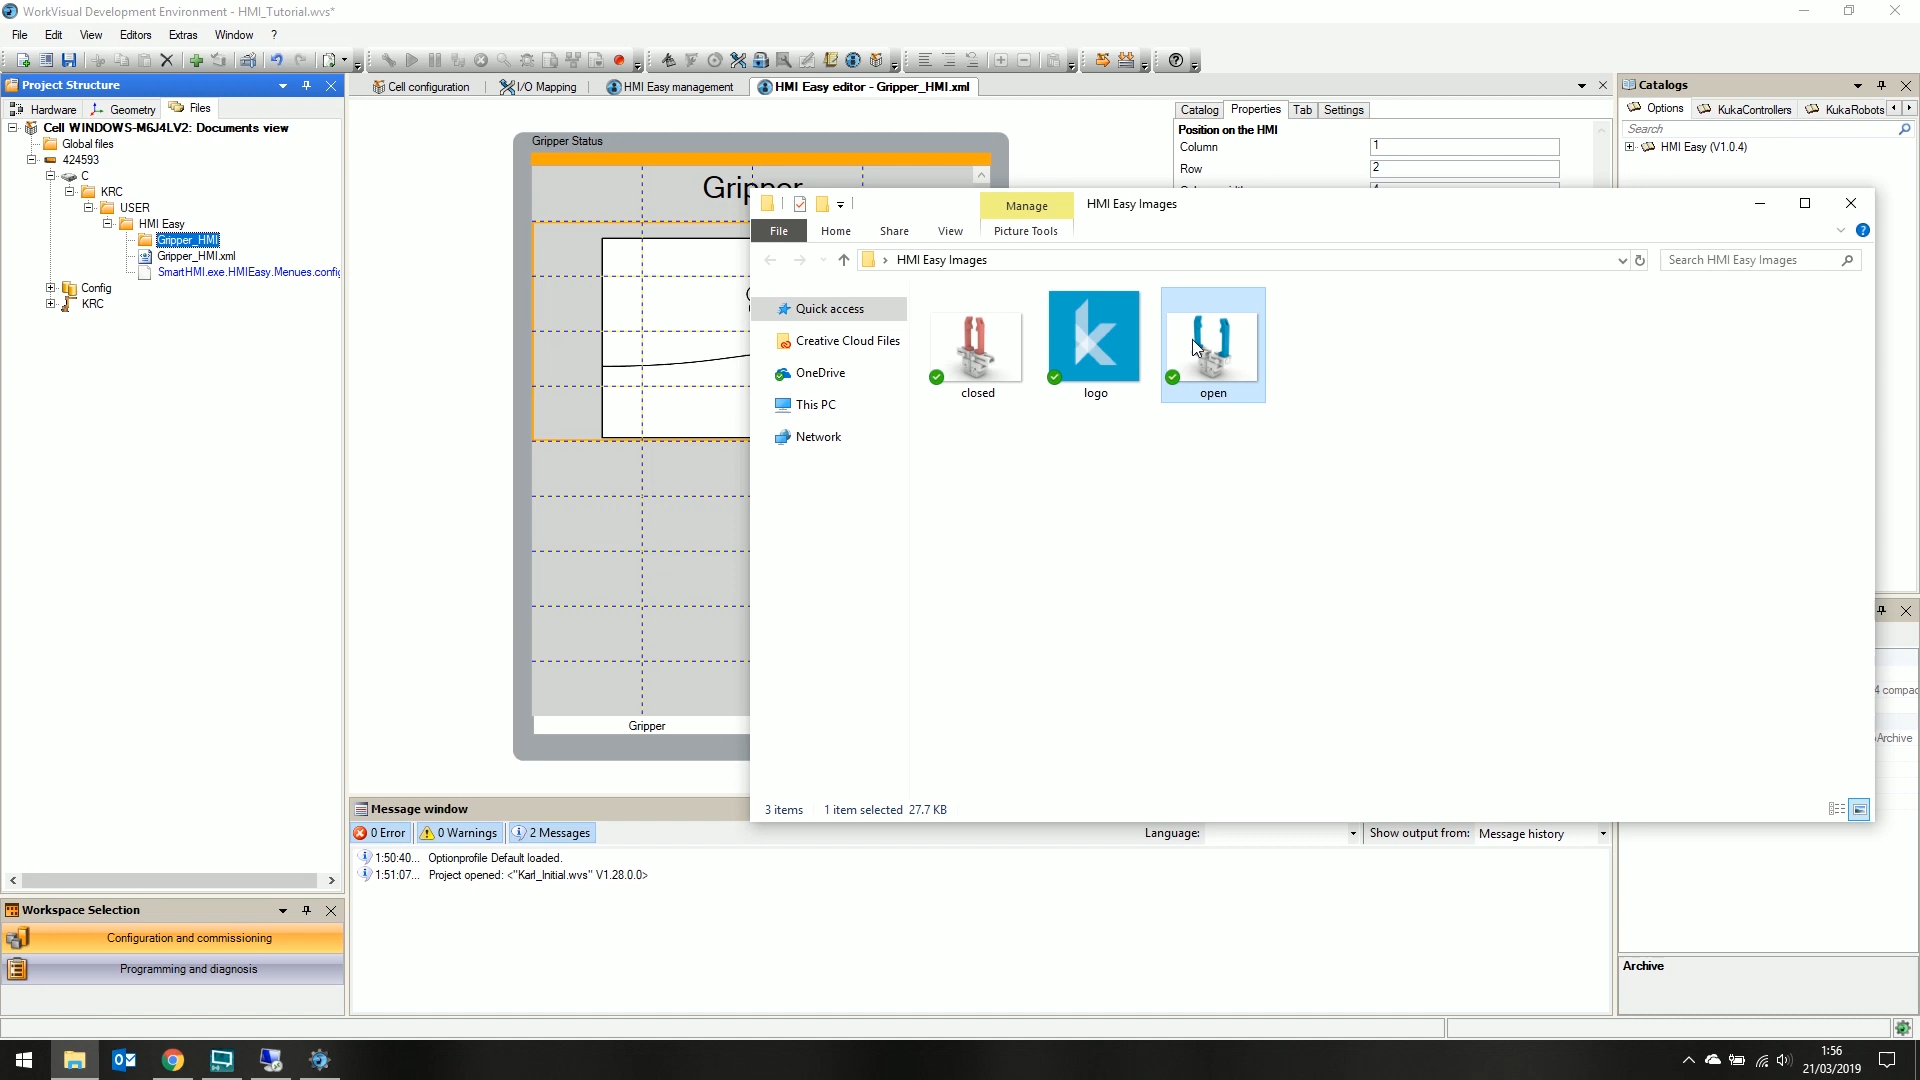 WorkVisual Development Environment - HMI_Tutorial.wvs*
File Edit View Editors Extras Window ?
Project Structure
Hardware Geometry Files
Cell WINDOWS-M6J4LV2: Documents view
Global files
424593
C
KRC
USER
HMI Easy
Gripper_HMI
Gripper_HMI.xml
SmartHMI.exe.HMIEasy.Menues.config
Config
KRC
Cell configuration I/O Mapping HMI Easy management HMI Easy editor - Gripper_HMI.xml
Gripper Status
Gripper
Gripper
Catalog Properties Tab Settings
Position on the HMI
Column 1
Row 2
Catalogs
Options KukaControllers KukaRobots
Search
HMI Easy (V1.0.4)
Manage HMI Easy Images
File Home Share View Picture Tools
HMI Easy Images
Search HMI Easy Images
Quick access
Creative Cloud Files
OneDrive
This PC
Network
closed logo open
3 items 1 item selected 27.7 KB
4 compac
Archive
Archive
Message window
0 Error 0 Warnings 2 Messages
Language: Show output from: Message history
1:50:40... Optionprofile Default loaded.
1:51:07... Project opened: <"Karl_Initial.wvs" V1.28.0.0>
Workspace Selection
Configuration and commissioning
Programming and diagnosis
1:56
21/03/2019